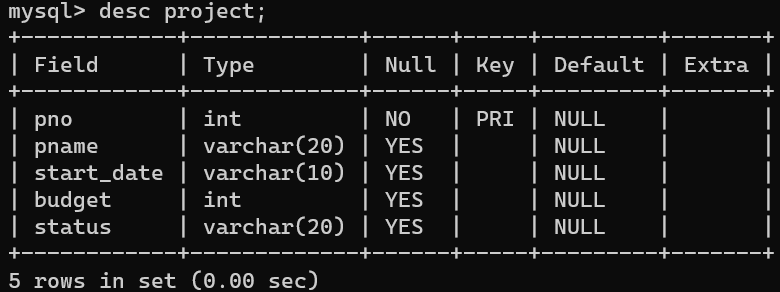 mysql> desc project;
+------------+-------------+------+-----+---------+-------+
| Field      | Type        | Null | Key | Default | Extra |
+------------+-------------+------+-----+---------+-------+
| pno        | int         | NO   | PRI | NULL    |       |
| pname      | varchar(20) | YES  |     | NULL    |       |
| start_date | varchar(10) | YES  |     | NULL    |       |
| budget     | int         | YES  |     | NULL    |       |
| status     | varchar(20) | YES  |     | NULL    |       |
+------------+-------------+------+-----+---------+-------+
5 rows in set (0.00 sec)